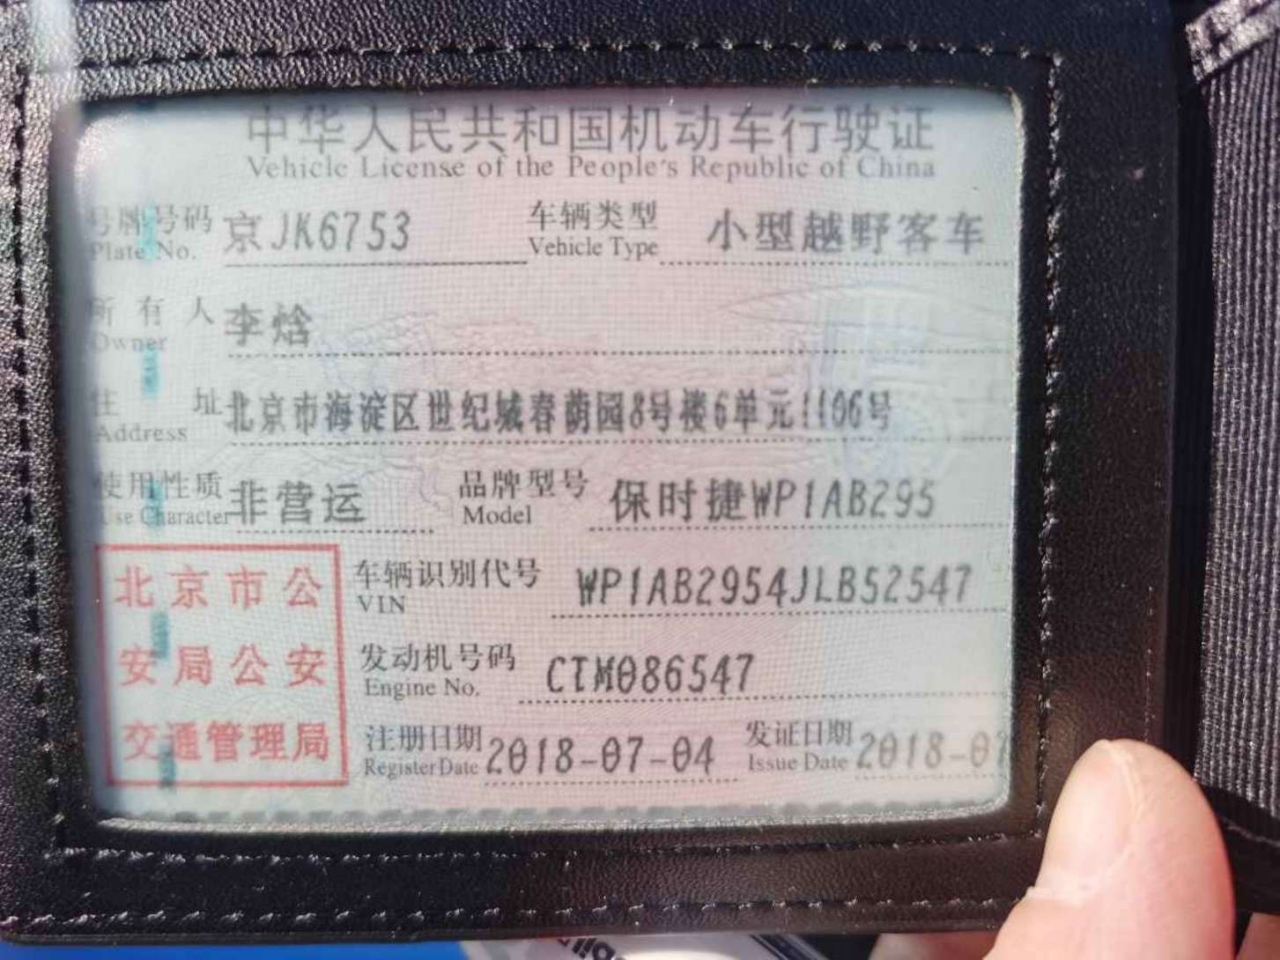 中华人民共和国机动车行驶证
Vehicle License of the People's Republic of China
号牌号码 京JK6753 车辆类型 小型越野客车
Plate No. Vehicle Type
所有人 李焓
Owner
住址 北京市海淀区世纪城春荫园8号楼6单元1106号
Address
使用性质 非营运 品牌型号 保时捷WP1AB295
Use Character Model
北京市公
安局公安
交通管理局
车辆识别代号 WP1AB2954JLB52547
VIN
发动机号码 CTM086547
Engine No.
注册日期 2018-07-04 发证日期 2018-07
Register Date Issue Date